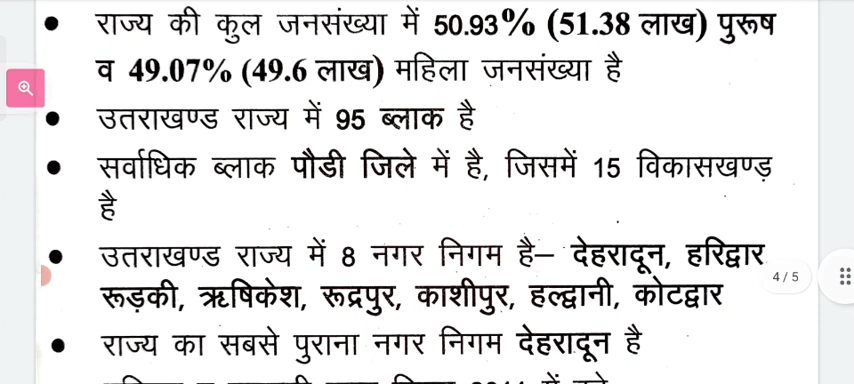 • राज्य की कुल जनसंख्या में 50.93% (51.38 लाख) पुरूष
व 49.07% (49.6 लाख) महिला जनसंख्या है
• उतराखण्ड राज्य में 95 ब्लाक है
• सर्वाधिक ब्लाक पौडी जिले में है, जिसमें 15 विकासखण्ड़
है
• उतराखण्ड राज्य में 8 नगर निगम है– देहरादून, हरिद्वार
रूड़की, ऋषिकेश, रूद्रपुर, काशीपुर, हल्द्वानी, कोटद्वार
4 / 5
• राज्य का सबसे पुराना नगर निगम देहरादून है